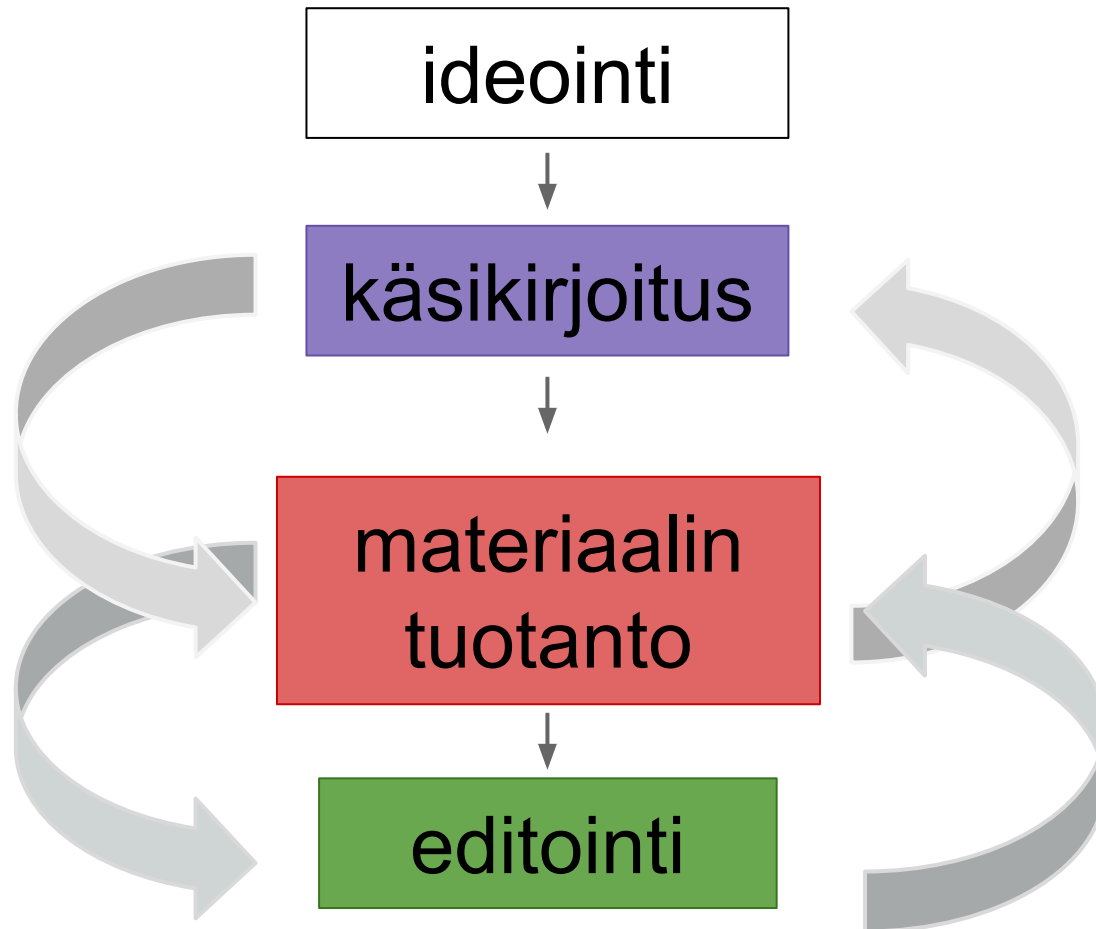 ideointi
käsikirjoitus
materiaalin
tuotanto
editointi